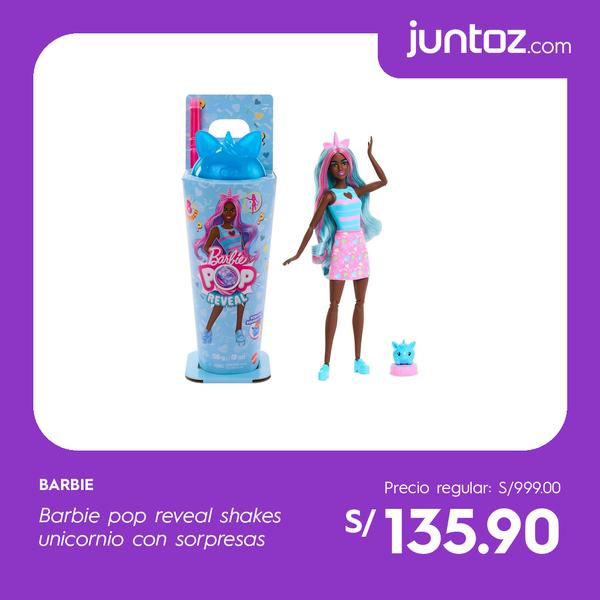 juntoz.com
8
Barbie
POP
REVEAL
BARBIE
Barbie pop reveal shakes
unicornio con sorpresas
Precio regular: S/999.00
S/ 135.90